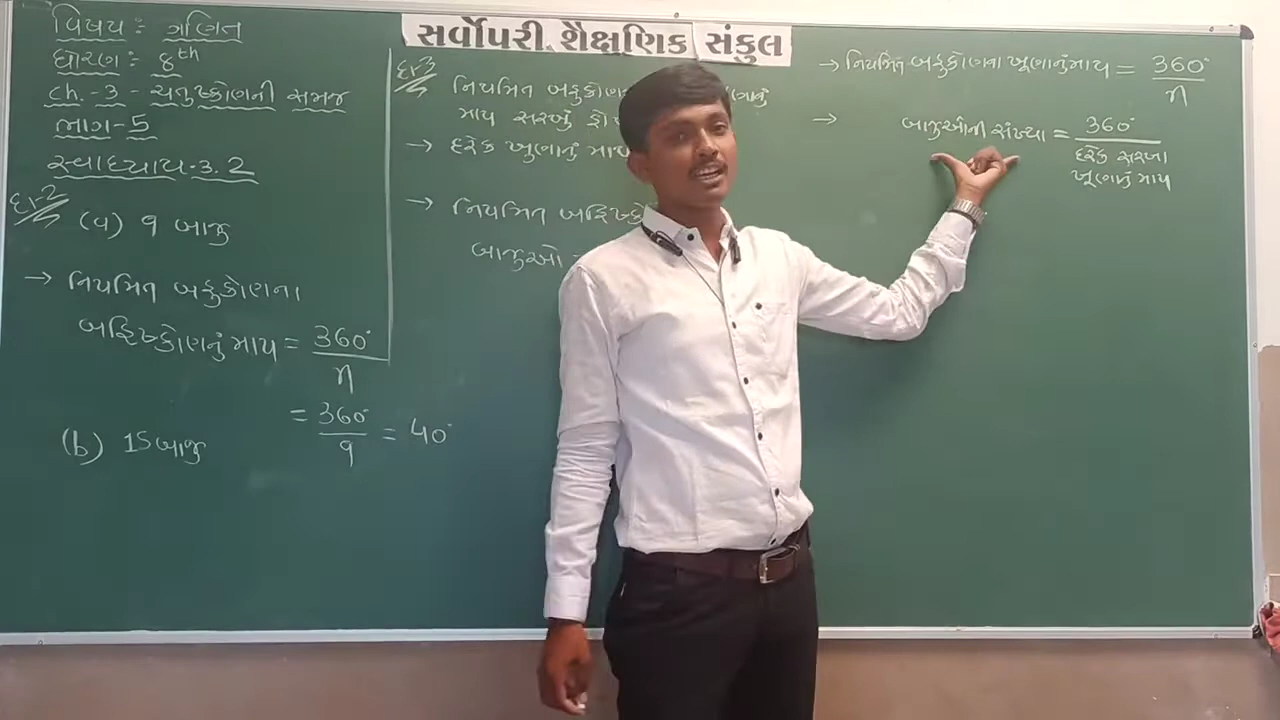 સર્વોપરી શૈક્ષણિક સંકુલ
વિષય : ગણિત
ધોરણ : 8th
ch. - 3 - ચતુષ્કોણની સમજ
ભાગ - 5
સ્વાધ્યાય - 3.2
દા-2
(a) 9 બાજુ
→ નિયમિત બહુકોણના
બહિષ્કોણનું માપ = 360° / n
= 360° / 9 = 40°
(b) 15 બાજુ
દા-3
નિયમિત
માપ સરખું
→ દરેક ખૂણાનું માપ
→ નિયમિત
બાજુઓ
→ નિયમિત બહુકોણના ખૂણાનું માપ = 360° / n
→ બાજુઓની સંખ્યા = 360° / દરેક સરખા
ખૂણાનું માપ